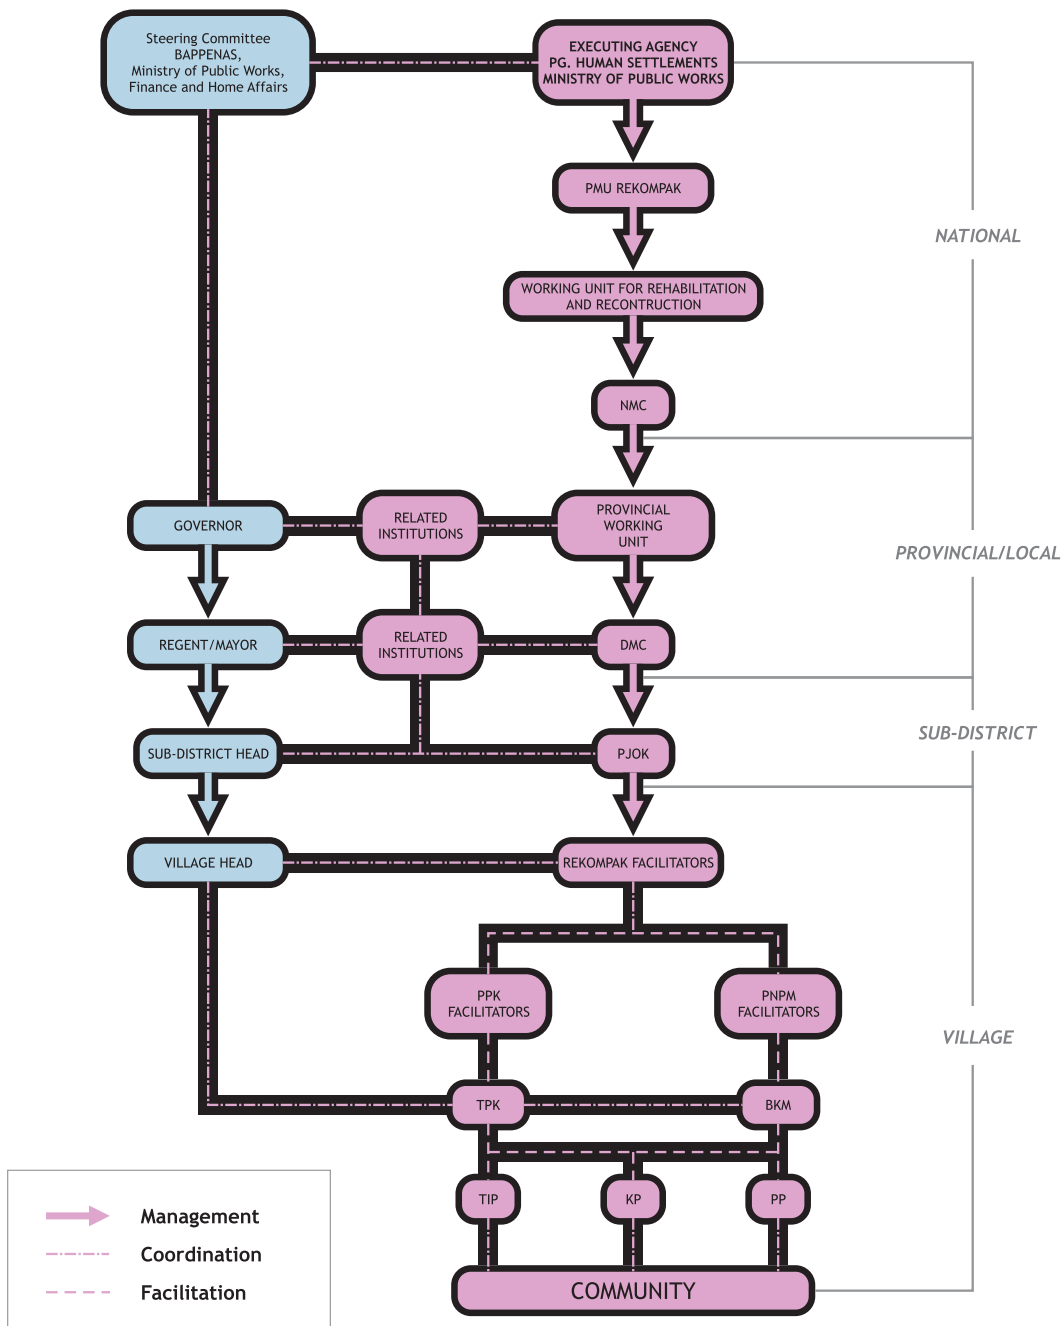 Steering Committee
BAPPENAS,
Ministry of Public Works,
Finance and Home Affairs
EXECUTING AGENCY
PG. HUMAN SETTLEMENTS
MINISTRY OF PUBLIC WORKS
PMU REKOMPAK
NATIONAL
WORKING UNIT FOR REHABILITATION
AND RECONTRUCTION
NMC
GOVERNOR
RELATED
INSTITUTIONS
PROVINCIAL
WORKING
UNIT
PROVINCIAL/LOCAL
REGENT/MAYOR
RELATED
INSTITUTIONS
DMC
SUB-DISTRICT
SUB-DISTRICT HEAD
PJOK
VILLAGE HEAD
REKOMPAK FACILITATORS
PPK
FACILITATORS
PNPM
FACILITATORS
VILLAGE
TPK
BKM
TIP
KP
PP
COMMUNITY
Management
Coordination
Facilitation